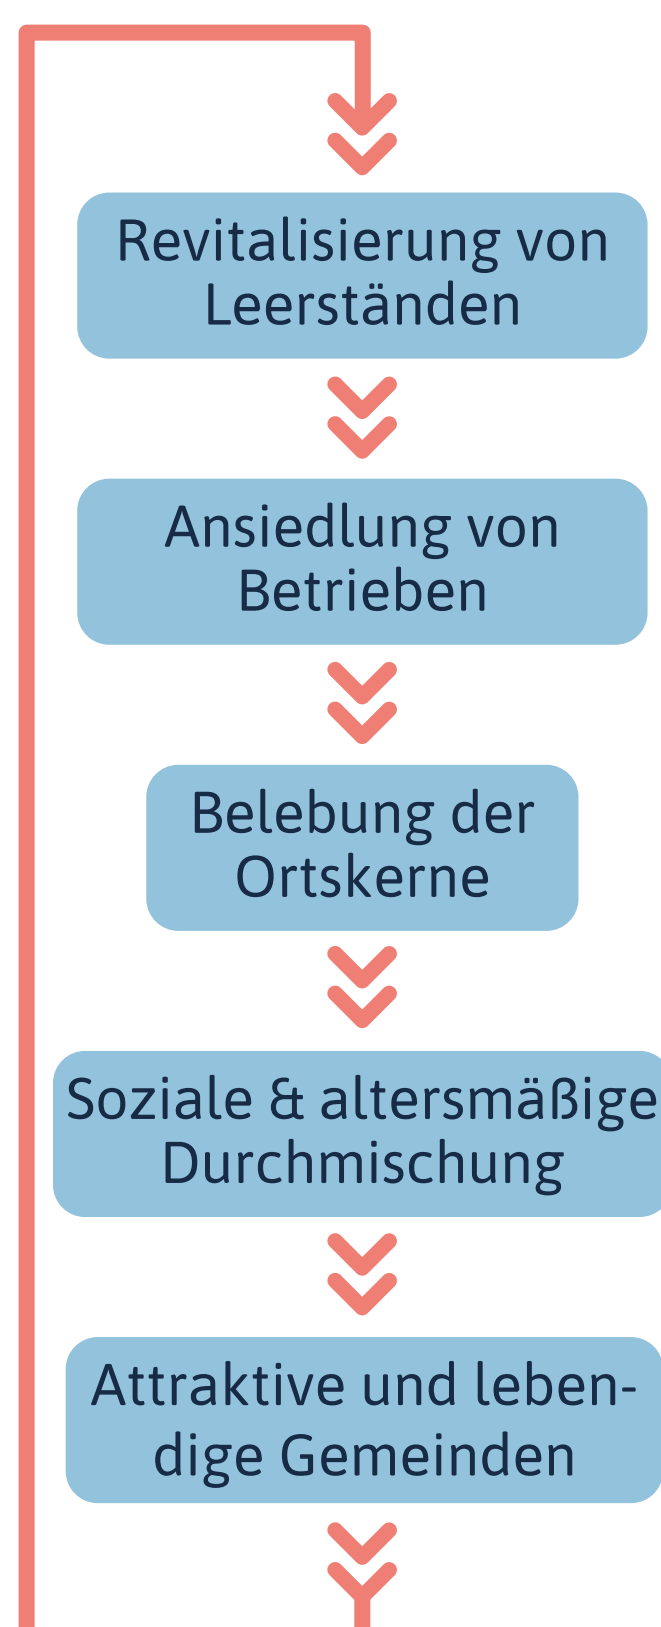 Revitalisierung von
Leerständen
Ansiedlung von
Betrieben
Belebung der
Ortskerne
Soziale & altersmäßige
Durchmischung
Attraktive und leben-
dige Gemeinden